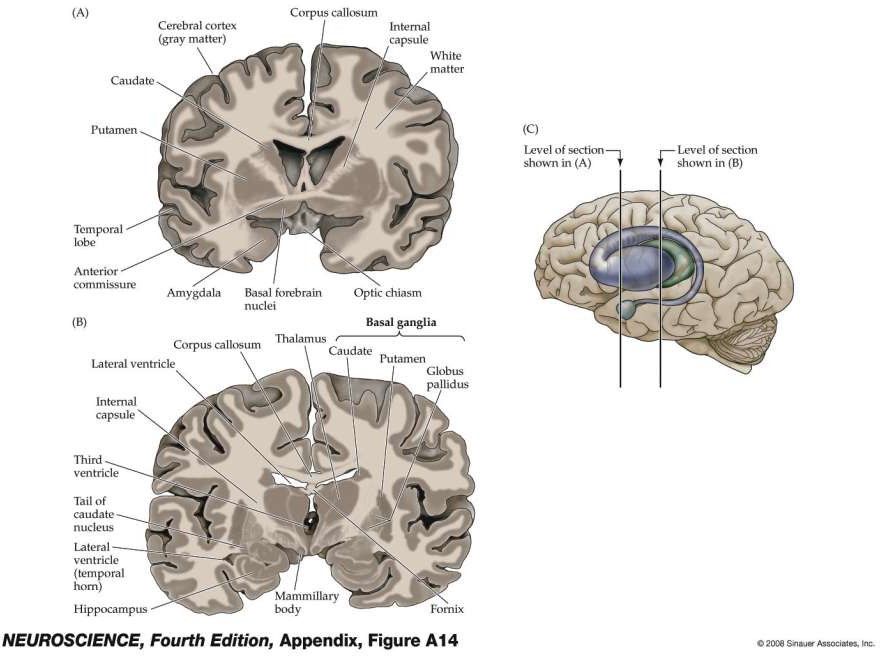 (A)
Corpus callosum
Cerebral cortex
(gray matter)
Internal
capsule
White
matter
Caudate
Putamen
Temporal
lobe
Anterior
commissure
Amygdala
Basal forebrain
nuclei
Optic chiasm
(B)
Basal ganglia
Thalamus
Corpus callosum
Caudate
Putamen
Lateral ventricle
Globus
pallidus
Internal
capsule
Third
ventricle
Tail of
caudate
nucleus
Lateral
ventricle
(temporal
horn)
Hippocampus
Mammillary
body
Fornix
(C)
Level of section
shown in (A)
Level of section
shown in (B)
NEUROSCIENCE, Fourth Edition, Appendix, Figure A14
© 2008 Sinauer Associates, Inc.